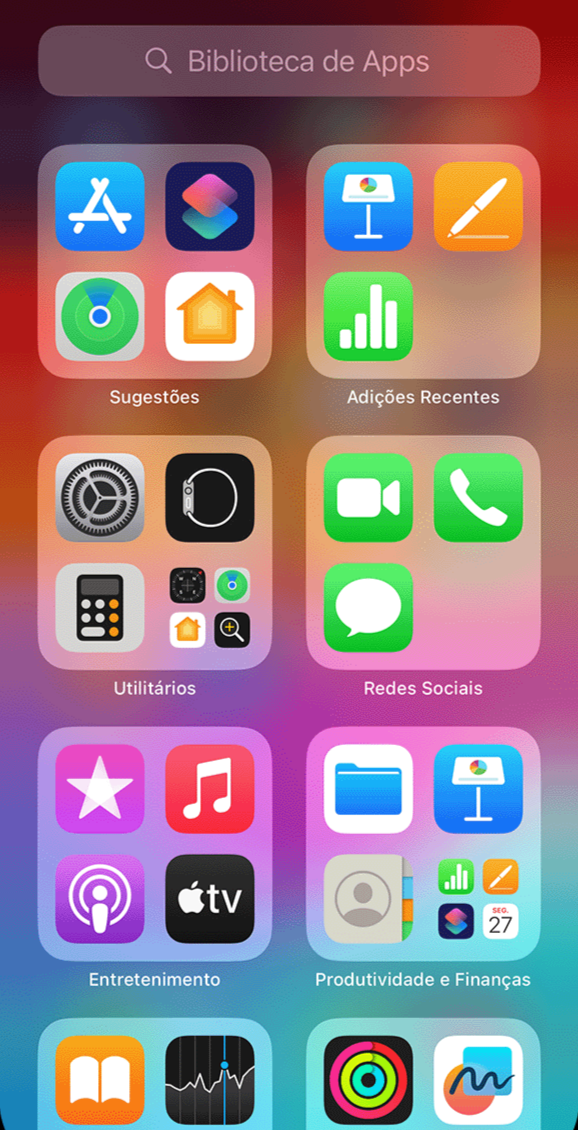 Biblioteca de Apps
Sugestões
Adições Recentes
Utilitários
Redes Sociais
tv
SEG.
27
Entretenimento
Produtividade e Finanças